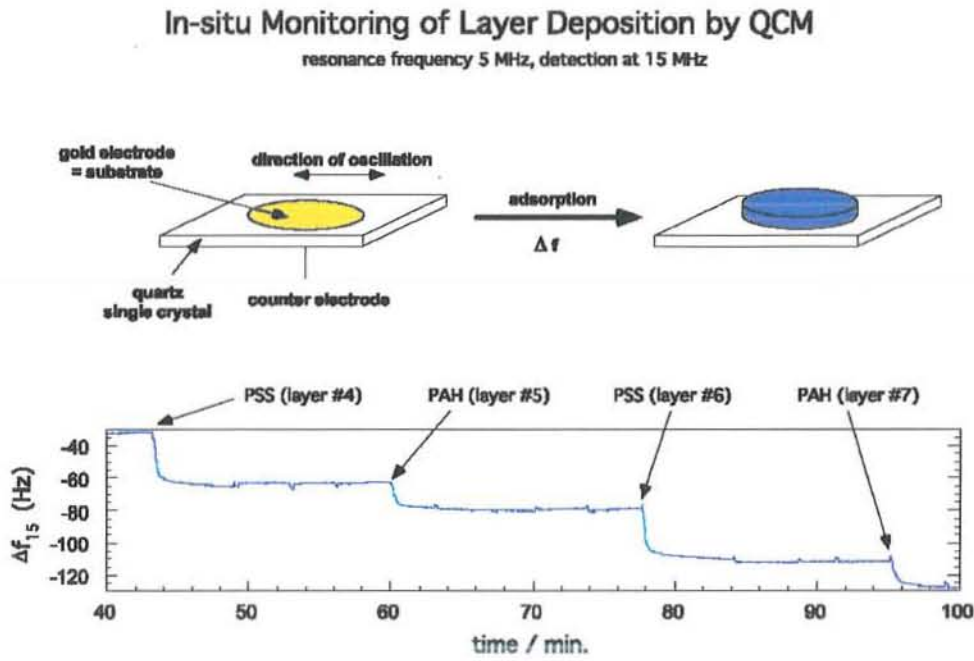 In-situ Monitoring of Layer Deposition by QCM
resonance frequency 5 MHz, detection at 15 MHz
gold electrode
= substrate
direction of oscillation
adsorption
Δ f
quartz
single crystal
counter electrode
PSS (layer #4)
PAH (layer #5)
PSS (layer #6)
PAH (layer #7)
Δf15 (Hz)
-40
-60
-80
-100
-120
40
50
60
70
80
90
100
time / min.